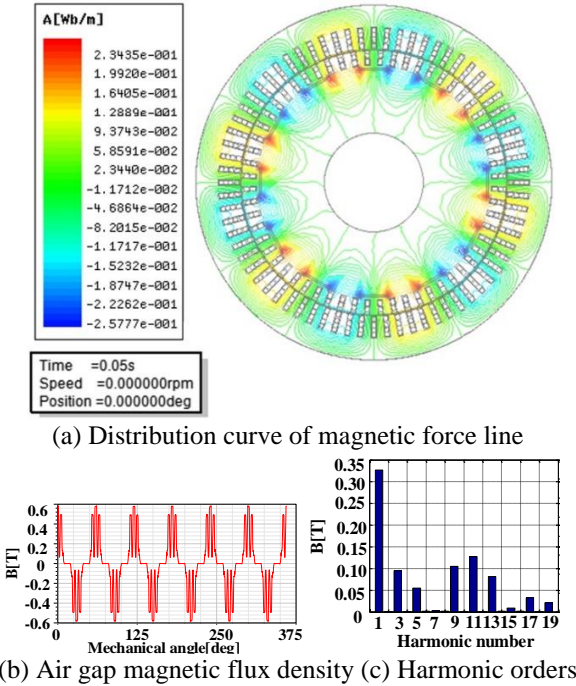 A[Wb/m]
2.3435e-001
1.9920e-001
1.6405e-001
1.2889e-001
9.3743e-002
5.8591e-002
2.3440e-002
-1.1712e-002
-4.6864e-002
-8.2015e-002
-1.1717e-001
-1.5232e-001
-1.8747e-001
-2.2262e-001
-2.5777e-001
Time =0.05s
Speed =0.000000rpm
Position =0.000000deg
(a) Distribution curve of magnetic force line
B[T]
0.6
0.4
0.2
0
-0.2
-0.4
-0.6
0 125 250 375
Mechanical angle[deg]
B[T]
0.35
0.25
0.20
0.15
0.10
0.05
0
1 3 5 7 9 11 13 15 17 19
Harmonic number
(b) Air gap magnetic flux density (c) Harmonic orders